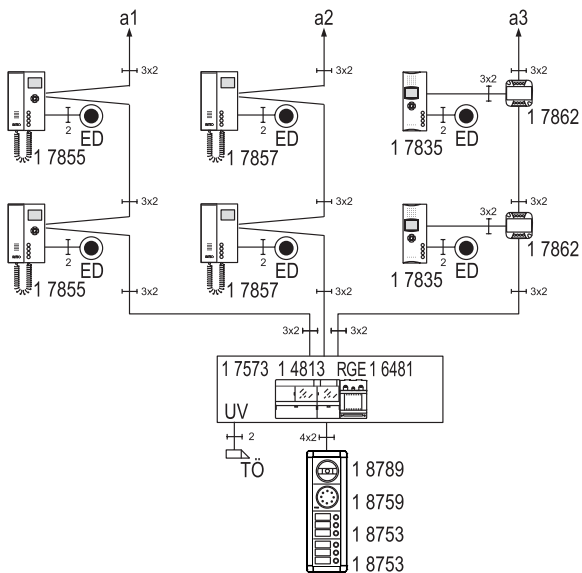 a1 a2 a3
3x2 3x2 3x2
3x2
1 7862
2 ED 2 ED 2 ED
1 7855 1 7857 1 7835
3x2 3x2 3x2
3x2
1 7862
2 ED 2 ED 2 ED
1 7855 1 7857 1 7835
3x2 3x2 3x2
3x2 3x2
1 7573 1 4813 RGE 1 6481
UV
2 4x2
TÖ
1 8789
1 8759
1 8753
1 8753